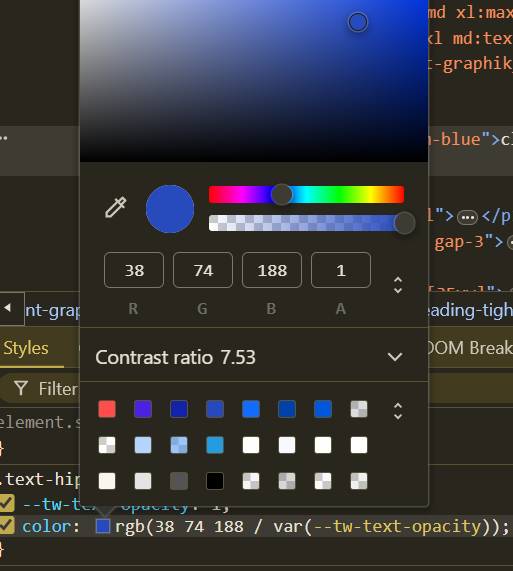 md xl:max
xl md:text
t-graphik
n-blue">cl
l"> ••• </p
gap-3">
38 74 188 1
R G B A
nt-grap
eading-tigh
Contrast ratio 7.53
Styles
DOM Break
Filter
element.s
}
.text-hip
--tw-text-opacity: 1;
color: rgb(38 74 188 / var(--tw-text-opacity));
}